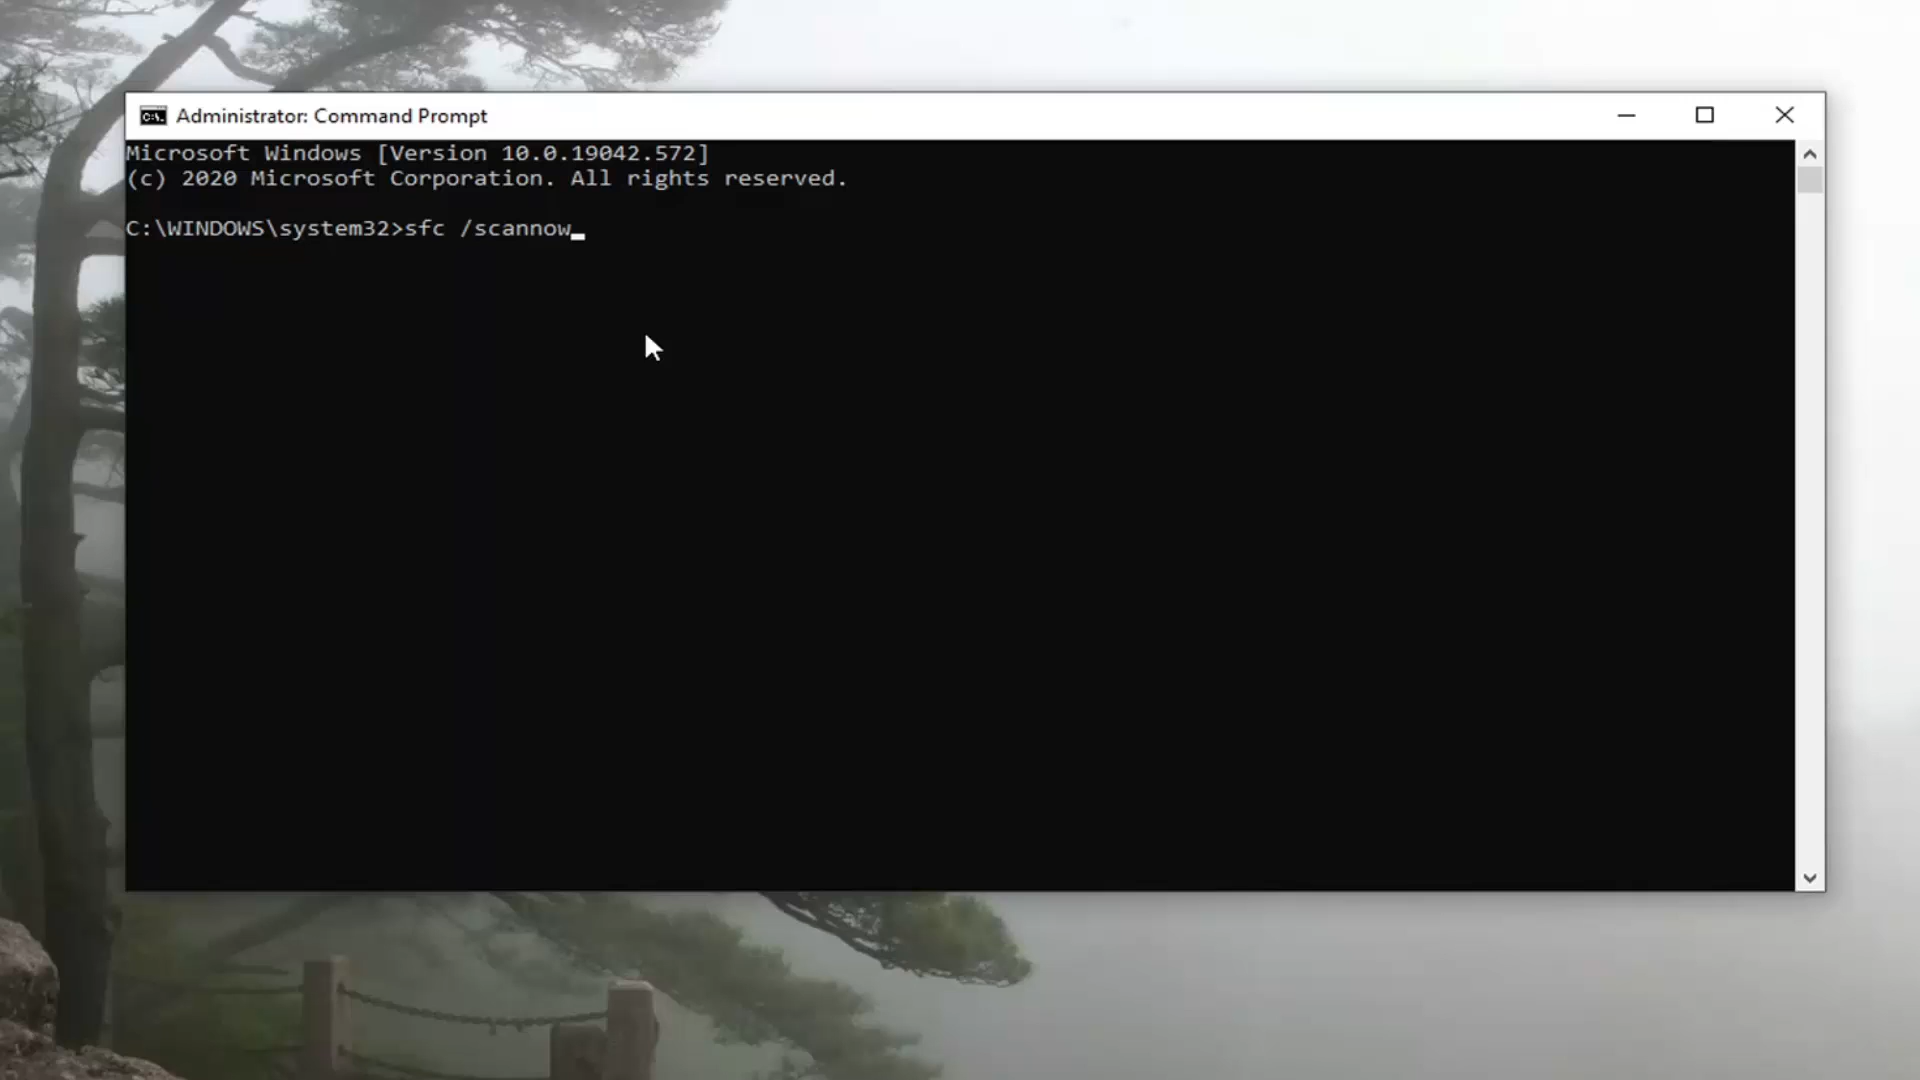 Administrator: Command Prompt
Microsoft Windows [Version 10.0.19042.572]
(c) 2020 Microsoft Corporation. All rights reserved.
C:\WINDOWS\system32>sfc /scannow